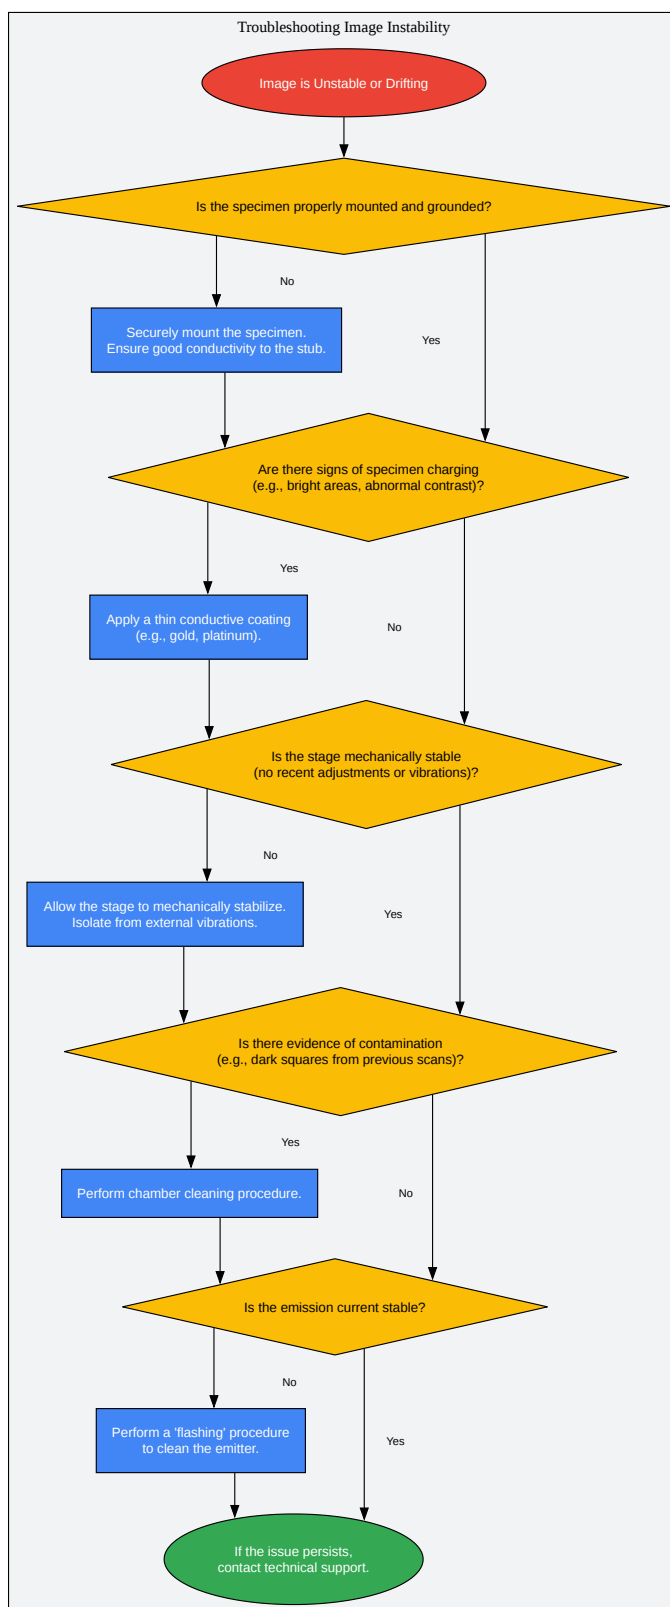 Troubleshooting Image Instability
Image is Unstable or Drifting
Is the specimen properly mounted and grounded?
No
Securely mount the specimen.
Ensure good conductivity to the stub.
Yes
Are there signs of specimen charging
(e.g., bright areas, abnormal contrast)?
Yes
Apply a thin conductive coating
(e.g., gold, platinum).
No
Is the stage mechanically stable
(no recent adjustments or vibrations)?
No
Allow the stage to mechanically stabilize.
Isolate from external vibrations.
Yes
Is there evidence of contamination
(e.g., dark squares from previous scans)?
Yes
Perform chamber cleaning procedure.
No
Is the emission current stable?
No
Perform a 'flashing' procedure
to clean the emitter.
Yes
If the issue persists,
contact technical support.